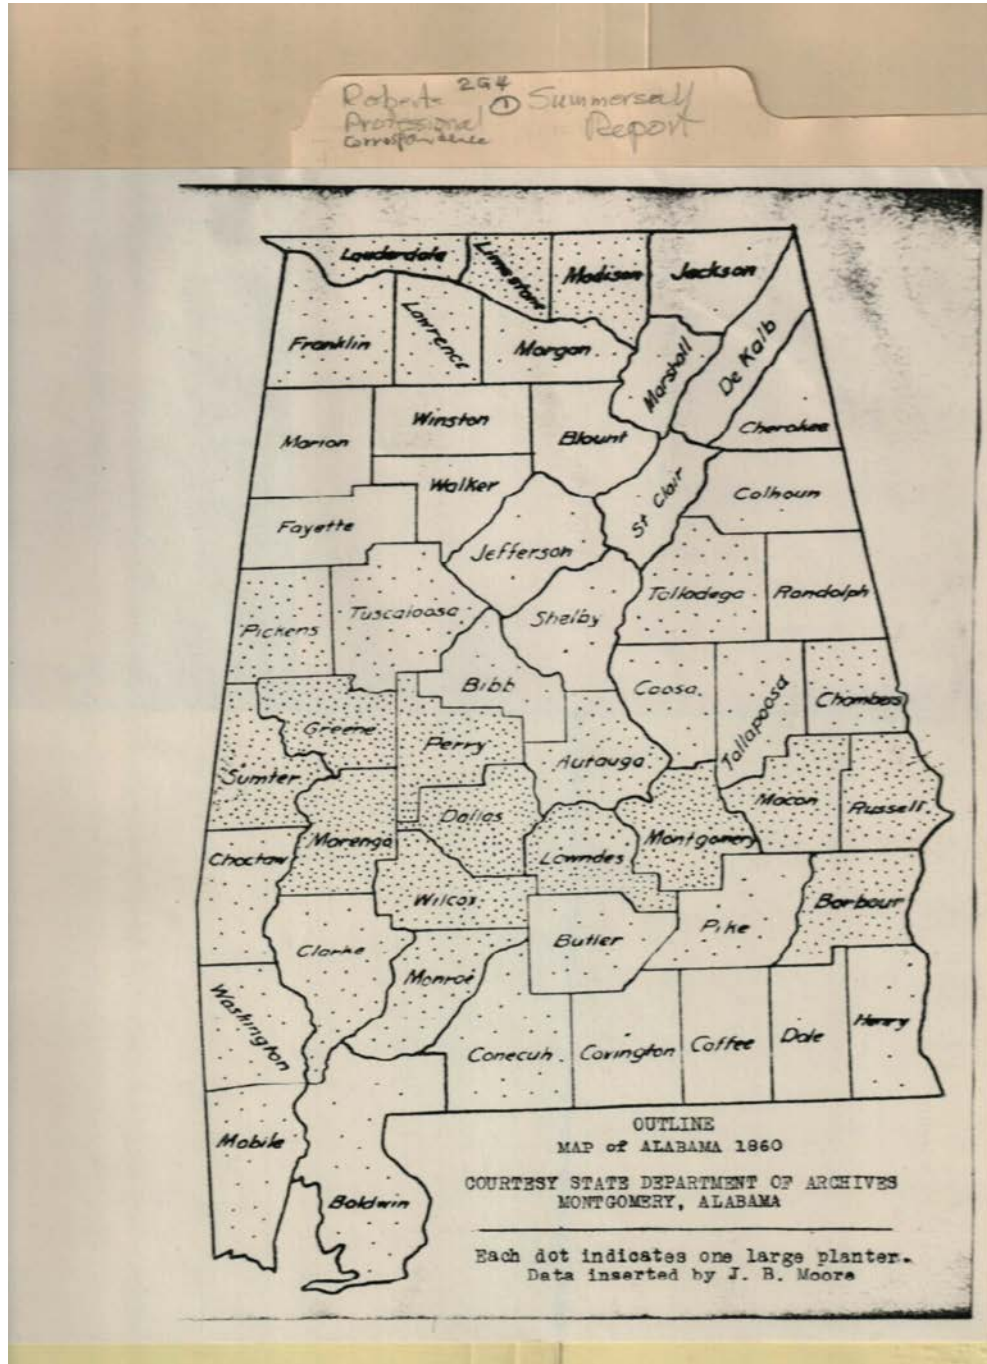 2G4
Roberts ① Summersell
Professional Report
Correspondence
Lauderdale
Limestone
Madison
Jackson
Franklin
Lawrence
Morgan
Marshall
De Kalb
Cherokee
Marion
Winston
Blount
Walker
St Clair
Colhoun
Fayette
Jefferson
Pickens
Tuscaloosa
Shelby
Talladega
Randolph
Bibb
Coosa
Tallapoosa
Chambers
Greene
Perry
Autauga
Sumter
Macon
Russell
Dallas
Marengo
Lowndes
Montgomery
Choctaw
Wilcox
Barbour
Butler
Pike
Clarke
Monroe
Washington
Conecuh
Covington
Coffee
Dale
Henry
Mobile
Baldwin
OUTLINE
MAP of ALABAMA 1860
COURTESY STATE DEPARTMENT OF ARCHIVES
MONTGOMERY, ALABAMA
Each dot indicates one large planter.
Data inserted by J. B. Moore